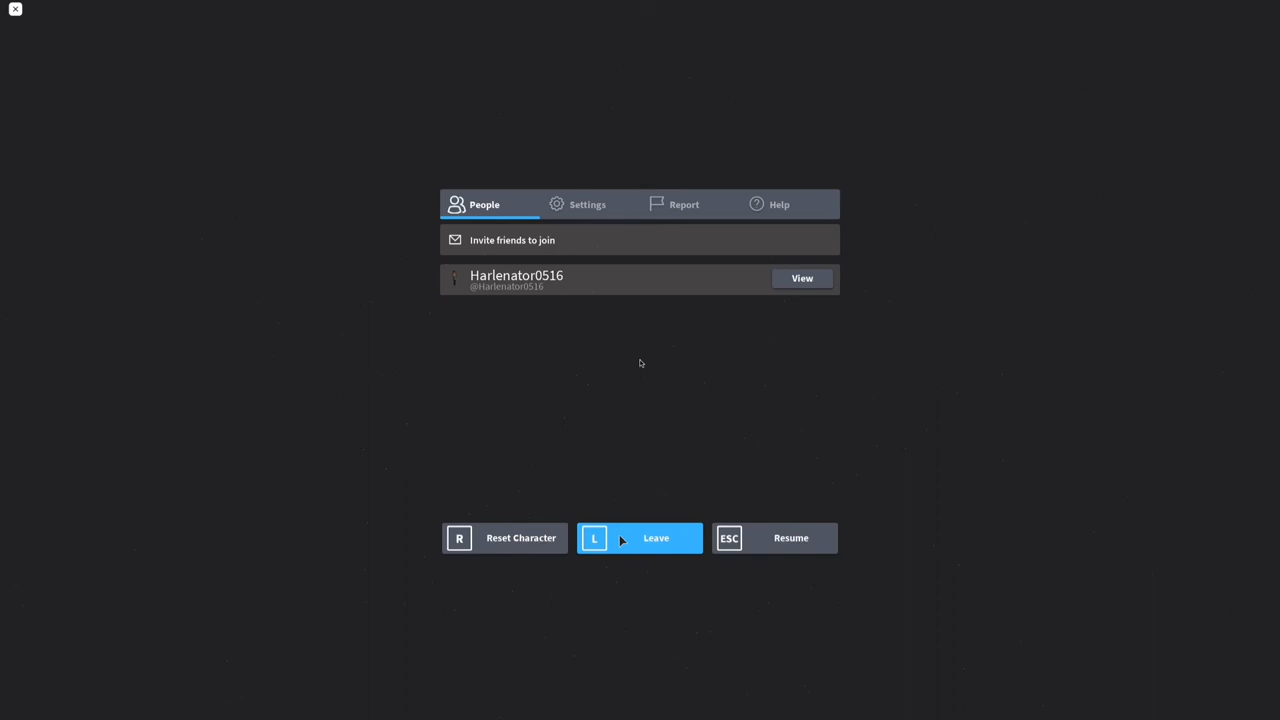 People
Settings
Report
Help
Invite friends to join
Harlenator0516
@Harlenator0516
View
R
Reset Character
L
Leave
ESC
Resume